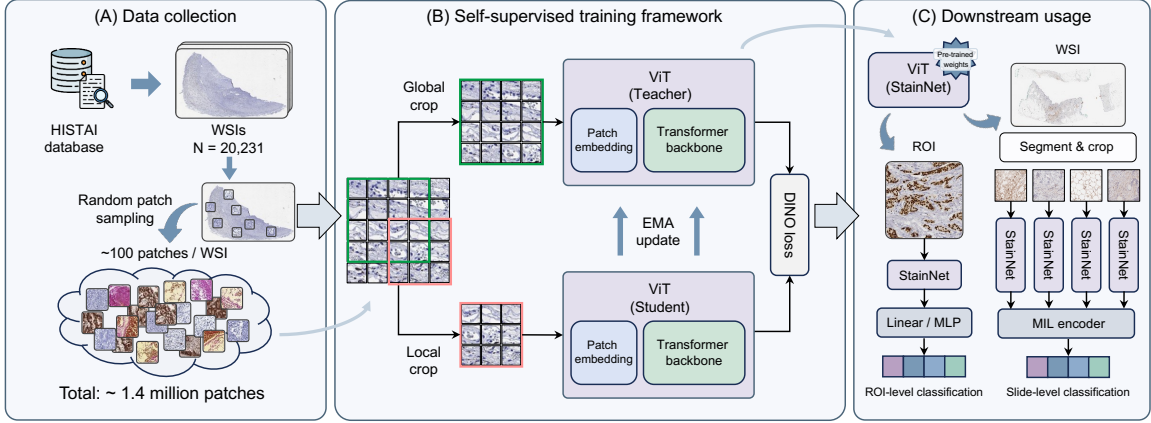 (A) Data collection
HISTAI
database
WSIs
N = 20,231
Random patch
sampling
~100 patches / WSI
Total: ~ 1.4 million patches
(B) Self-supervised training framework
Global
crop
Local
crop
ViT
(Teacher)
Patch
embedding
Transformer
backbone
EMA
update
ViT
(Student)
Patch
embedding
Transformer
backbone
DINO loss
(C) Downstream usage
ViT
(StainNet)
Pre-trained
weights
WSI
Segment & crop
ROI
StainNet
Linear / MLP
ROI-level classification
StainNet
StainNet
StainNet
StainNet
MIL encoder
Slide-level classification